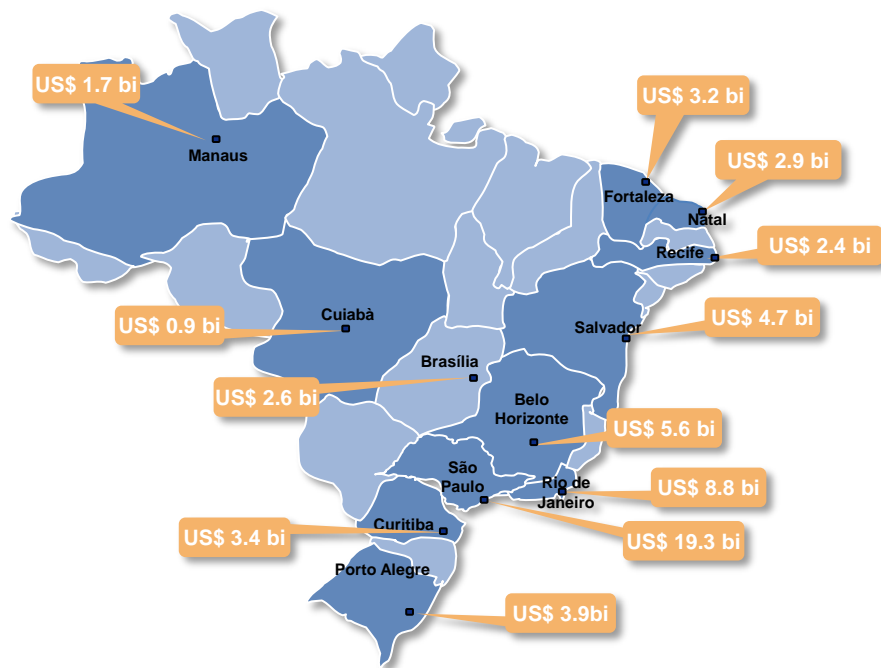 US$ 1.7 bi
Manaus
US$ 3.2 bi
Fortaleza
US$ 2.9 bi
Natal
Recife
US$ 2.4 bi
Cuiabà
US$ 0.9 bi
Salvador
US$ 4.7 bi
Brasília
US$ 2.6 bi
Belo
Horizonte
US$ 5.6 bi
São
Paulo
Rio de
Janeiro
US$ 8.8 bi
US$ 19.3 bi
Curitiba
US$ 3.4 bi
Porto Alegre
US$ 3.9bi